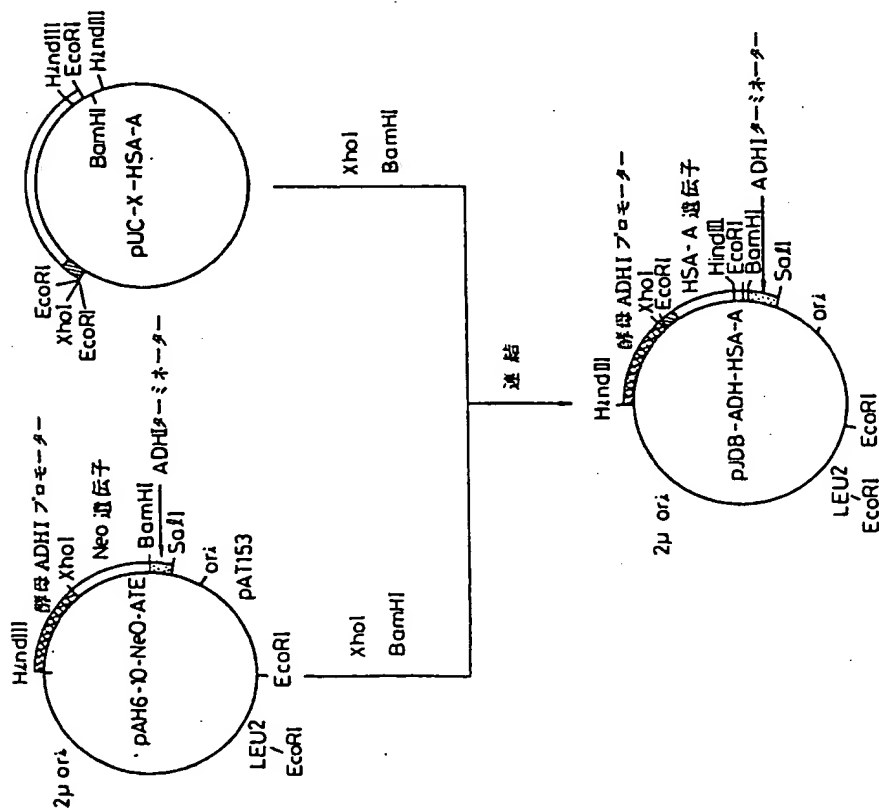 HindIII
酵母ADHIプロモーター
XhoI
Neo遺伝子
BamHI
ADHIターミネーター
SalI
ori
pAT153
EcoRI
LEU2
EcoRI
2μ ori
pAH6-10-NeO-ATE
EcoRI
XhoI
EcoRI
HindIII
EcoRI
HindIII
BamHI
pUC-X-HSA-A
XhoI
BamHI
XhoI
BamHI
連結
HindIII
酵母ADHIプロモーター
XhoI
EcoRI
HSA-A遺伝子
HindIII
EcoRI
BamHI
ADHIターミネーター
SalI
ori
EcoRI
LEU2
EcoRI
2μ ori
pJDB-ADH-HSA-A